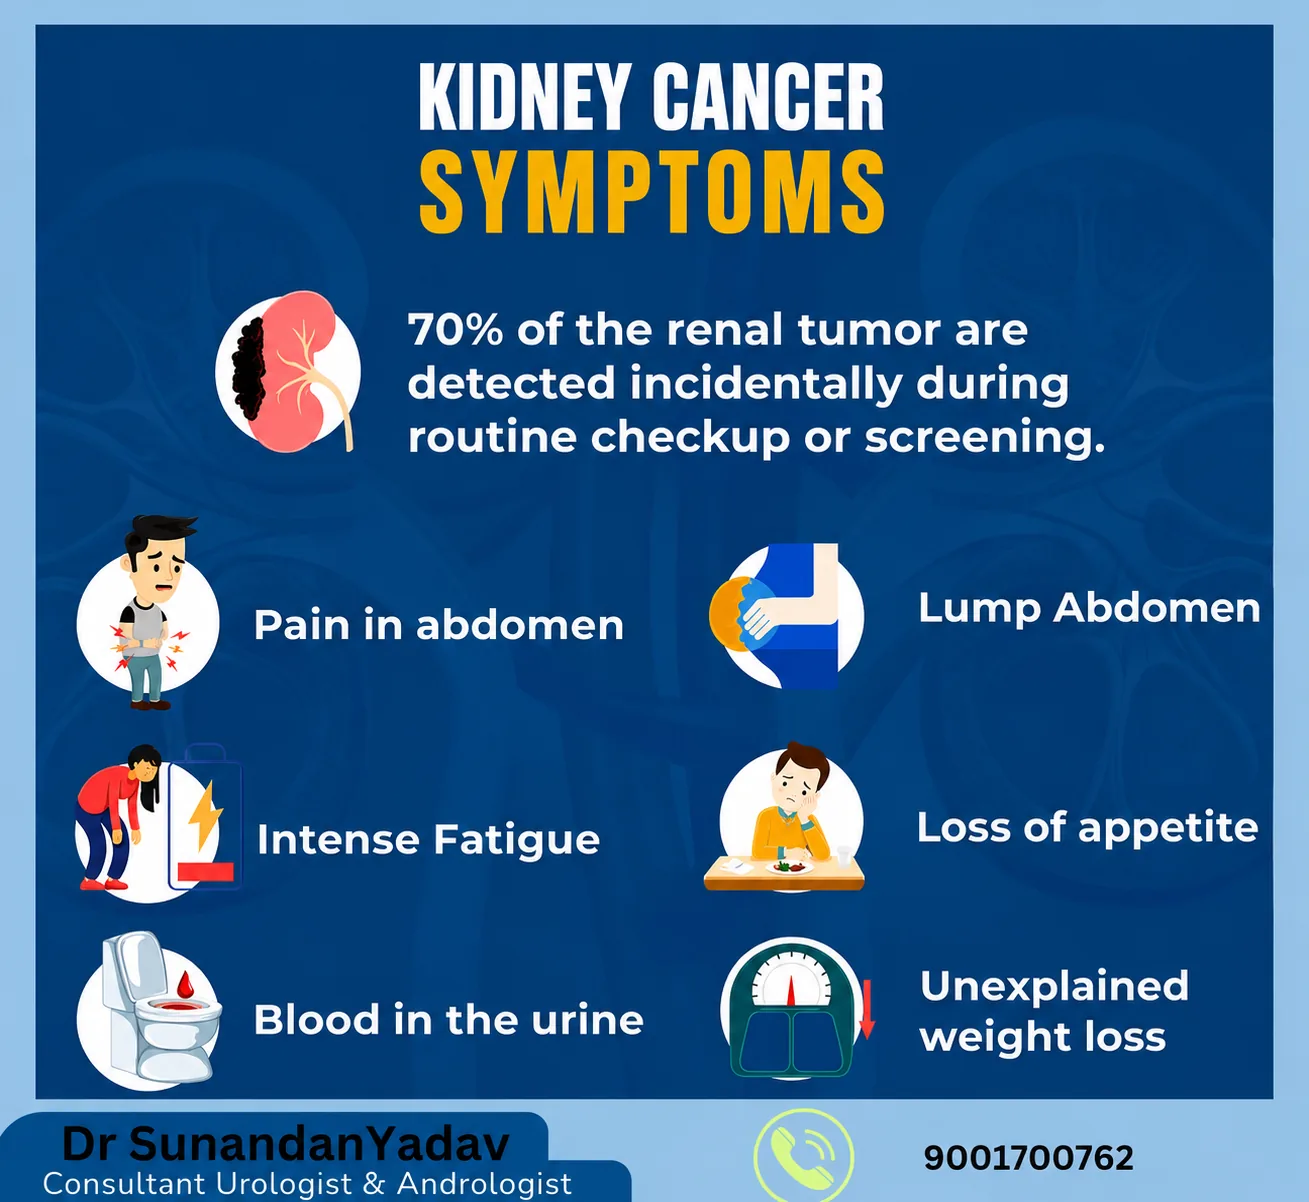 KIDNEY CANCER
SYMPTOMS
70% of the renal tumor are
detected incidentally during
routine checkup or screening.
Pain in abdomen
Lump Abdomen
Intense Fatigue
Loss of appetite
Blood in the urine
Unexplained
weight loss
Dr SunandanYadav
Consultant Urologist & Andrologist
9001700762